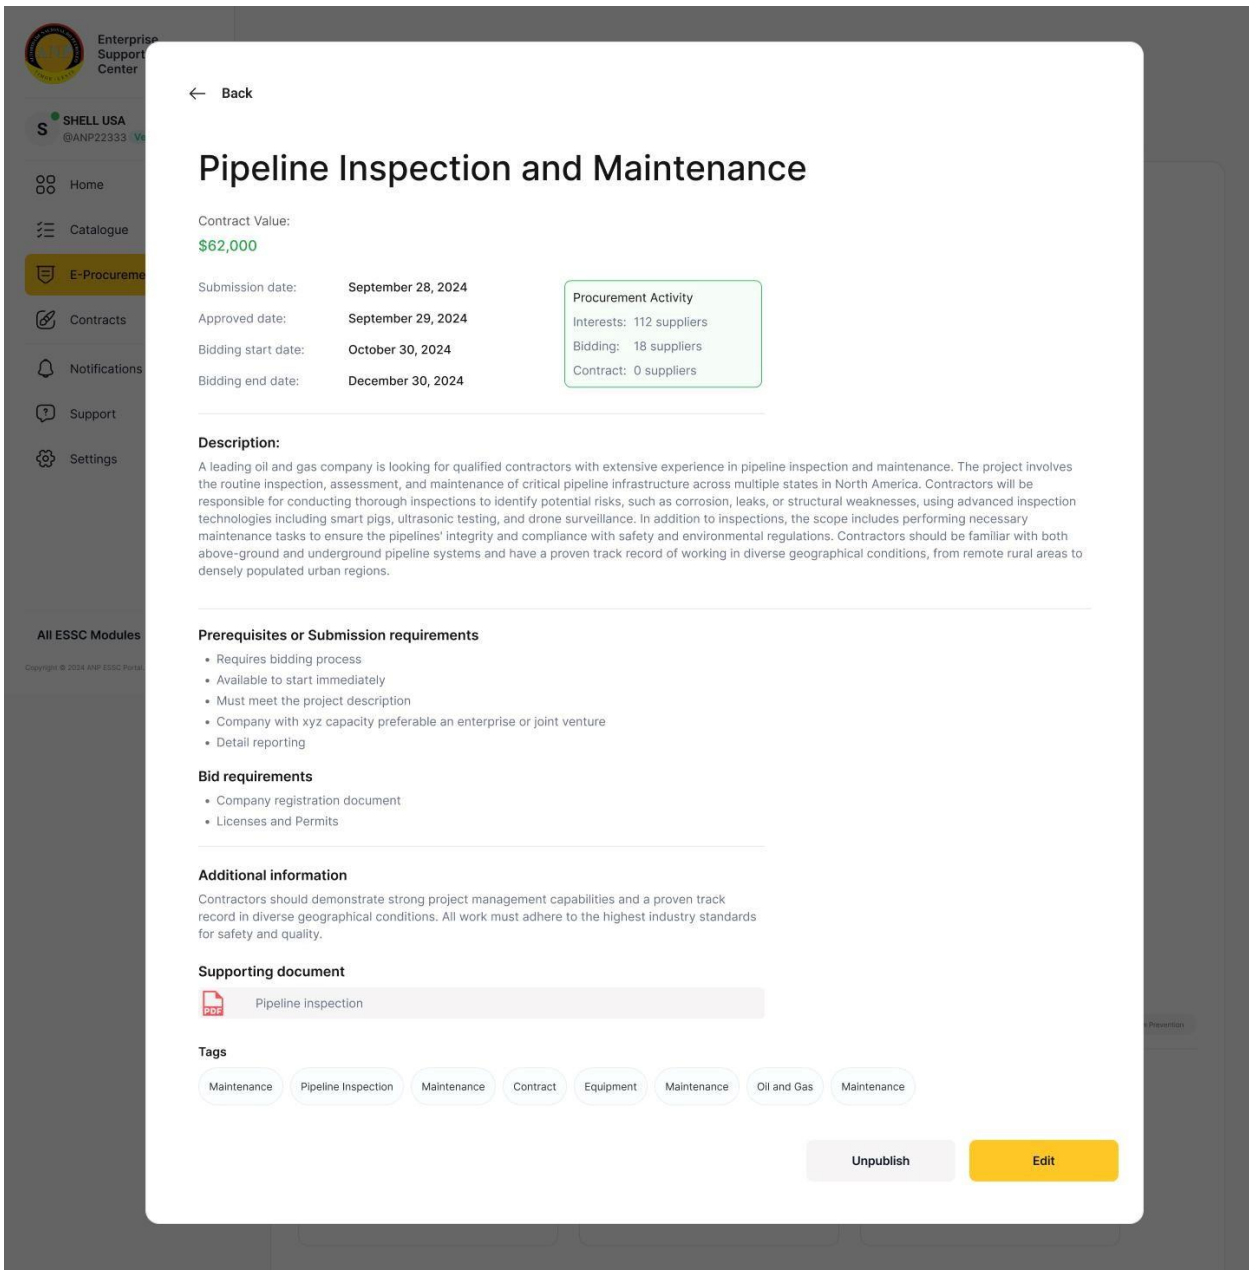 Enterprise
Support
Center
SHELL USA
@ANP22333 Ve
Home
Catalogue
E-Procureme
Contracts
Notifications
Support
Settings
All ESSC Modules
Copyright © 2024 ANP ESSC Portal
Back
Pipeline Inspection and Maintenance
Contract Value:
$62,000
Submission date: September 28, 2024
Approved date: September 29, 2024
Bidding start date: October 30, 2024
Bidding end date: December 30, 2024
Procurement Activity
Interests: 112 suppliers
Bidding: 18 suppliers
Contract: 0 suppliers
Description:
A leading oil and gas company is looking for qualified contractors with extensive experience in pipeline inspection and maintenance. The project involves
the routine inspection, assessment, and maintenance of critical pipeline infrastructure across multiple states in North America. Contractors will be
responsible for conducting thorough inspections to identify potential risks, such as corrosion, leaks, or structural weaknesses, using advanced inspection
technologies including smart pigs, ultrasonic testing, and drone surveillance. In addition to inspections, the scope includes performing necessary
maintenance tasks to ensure the pipelines' integrity and compliance with safety and environmental regulations. Contractors should be familiar with both
above-ground and underground pipeline systems and have a proven track record of working in diverse geographical conditions, from remote rural areas to
densely populated urban regions.
Prerequisites or Submission requirements
• Requires bidding process
• Available to start immediately
• Must meet the project description
• Company with xyz capacity preferable an enterprise or joint venture
• Detail reporting
Bid requirements
• Company registration document
• Licenses and Permits
Additional information
Contractors should demonstrate strong project management capabilities and a proven track
record in diverse geographical conditions. All work must adhere to the highest industry standards
for safety and quality.
Supporting document
PDF Pipeline inspection
Tags
Maintenance Pipeline Inspection Maintenance Contract Equipment Maintenance Oil and Gas Maintenance
Prevention
Unpublish Edit